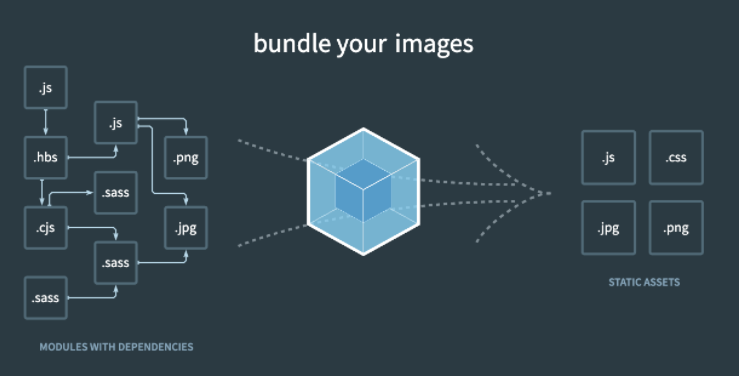 bundle your images
.js
.js
.hbs
.png
.sass
.cjs
.jpg
.sass
.sass
MODULES WITH DEPENDENCIES
.js
.css
.jpg
.png
STATIC ASSETS